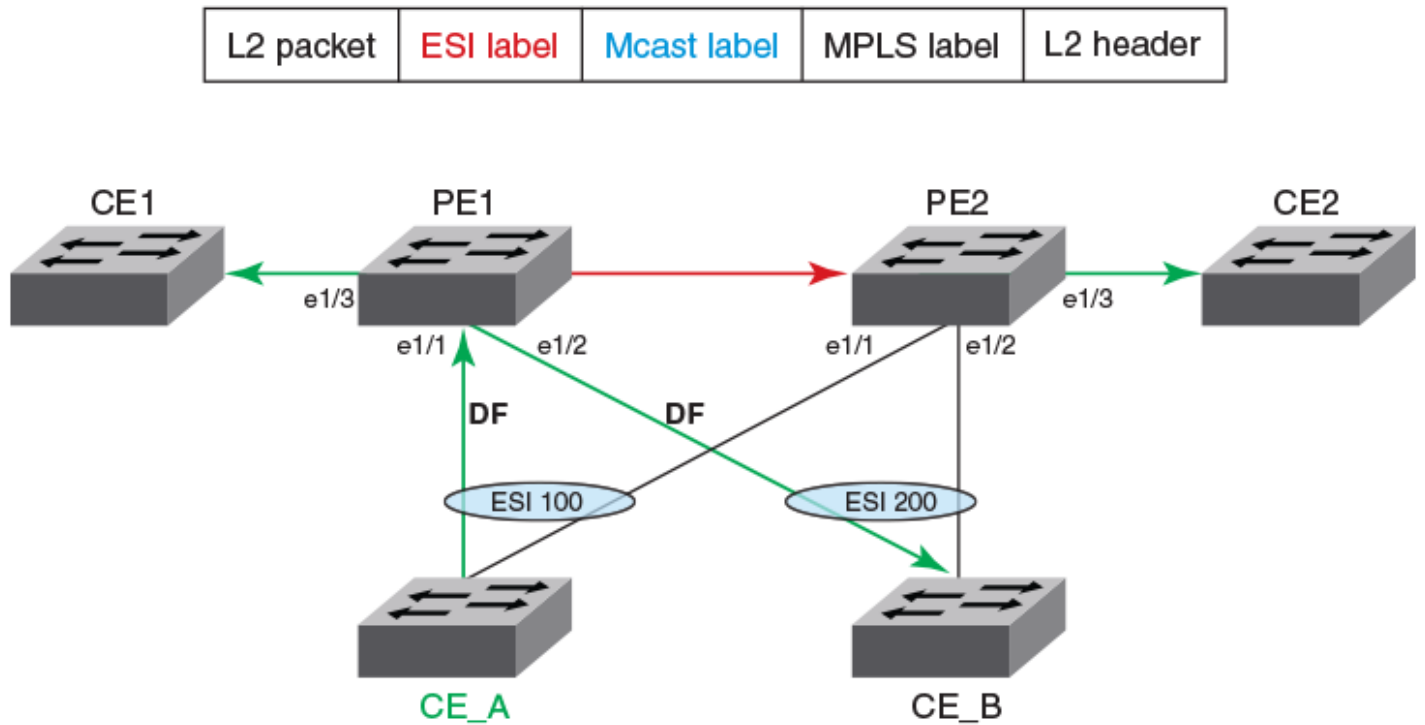 L2 packet ESI label Mcast label MPLS label L2 header
CE1 PE1 PE2 CE2
e1/3 e1/3
e1/1 e1/2 e1/1 e1/2
DF DF
ESI 100 ESI 200
CE_A CE_B